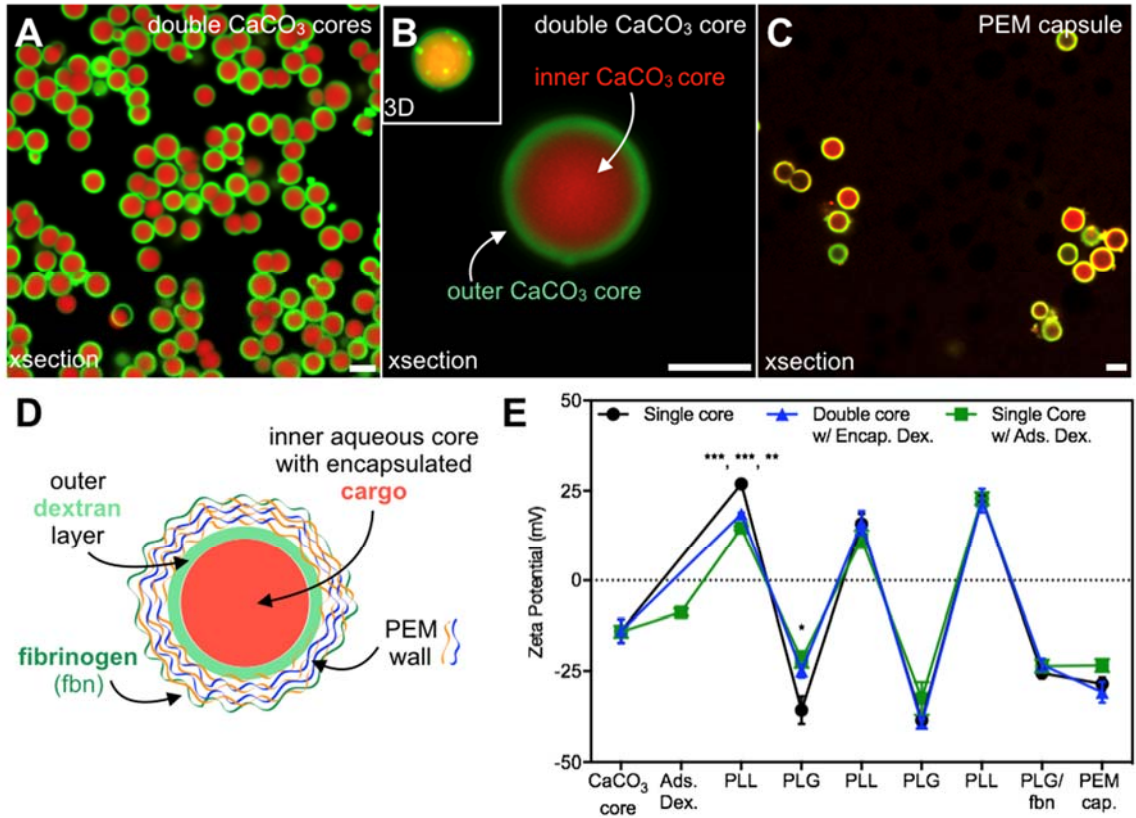 A
double CaCO₃ cores
xsection
B
double CaCO₃ core
3D
inner CaCO₃ core
outer CaCO₃ core
xsection
C
PEM capsule
xsection
D
inner aqueous core
with encapsulated
cargo
outer
dextran
layer
PEM
wall
fibrinogen
(fbn)
E
Single core
Double core
w/ Encap. Dex.
Single Core
w/ Ads. Dex.
***, ***, **
*
Zeta Potential (mV)
50
25
0
-25
-50
CaCO₃
core
Ads.
Dex.
PLL
PLG
PLL
PLG
PLL
PLG/
fbn
PEM
cap.